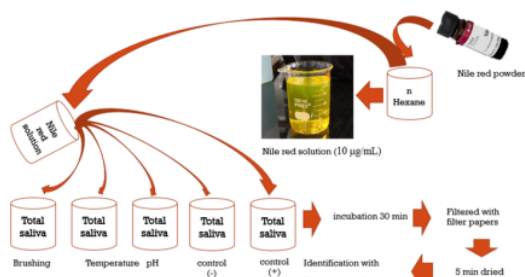 Nile red powder
n
Hexane
Nile red solution (10 µg/mL)
Nile
red
solution
Total
saliva
Total
saliva
Total
saliva
Total
saliva
Total
saliva
Brushing
Temperature
pH
control
(-)
control
(+)
incubation 30 min
Filtered with
filter papers
5 min dried
Identification with